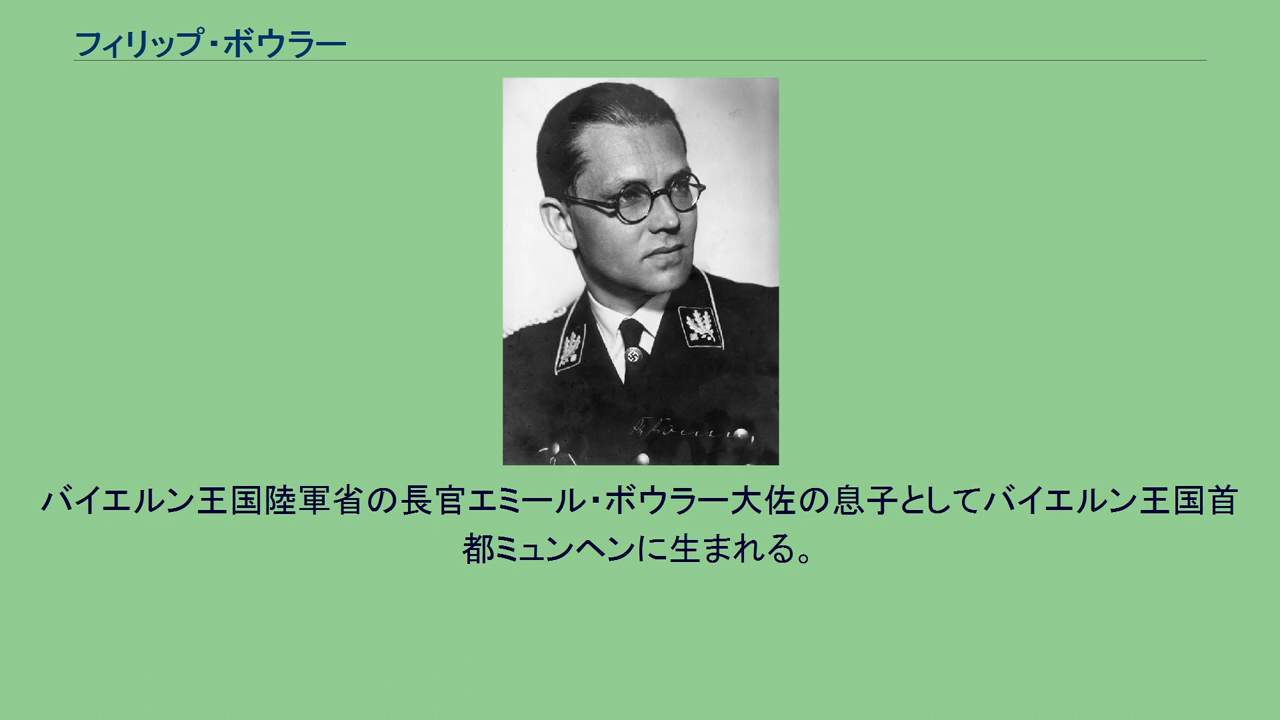 フィリップ・ボウラー
バイエルン王国陸軍省の長官エミール・ボウラー大佐の息子としてバイエルン王国首
都ミュンヘンに生まれる。